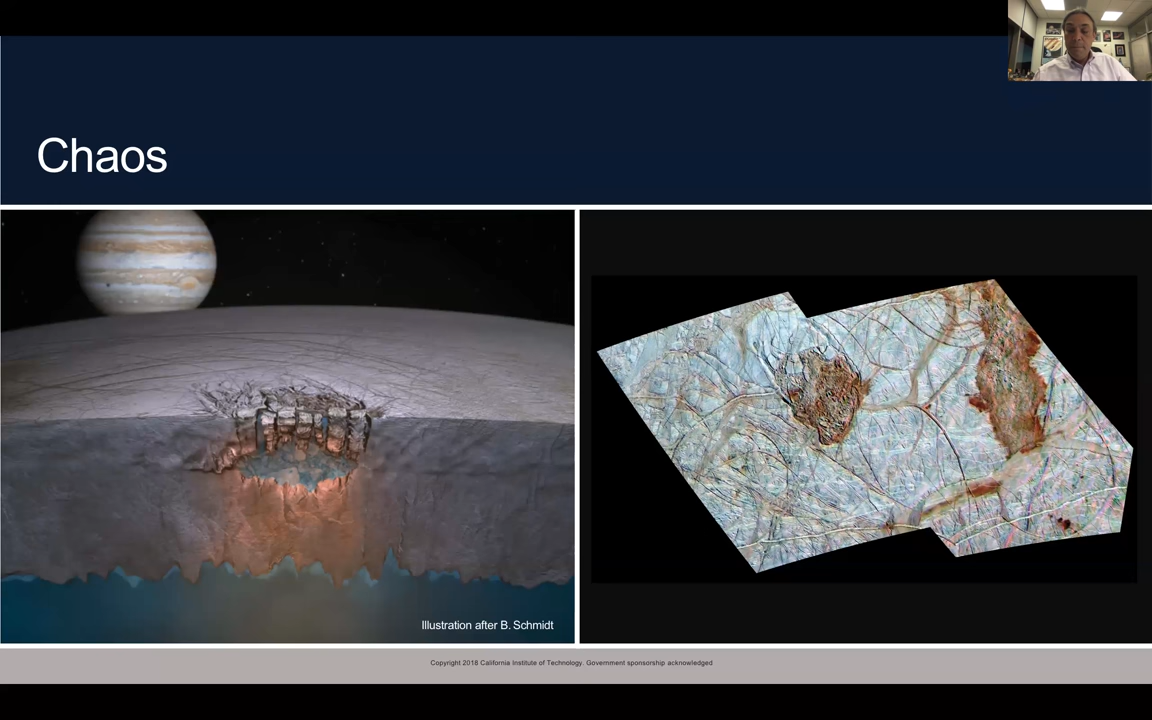 Chaos
Illustration after B. Schmidt
Copyright 2018 California Institute of Technology. Government sponsorship acknowledged